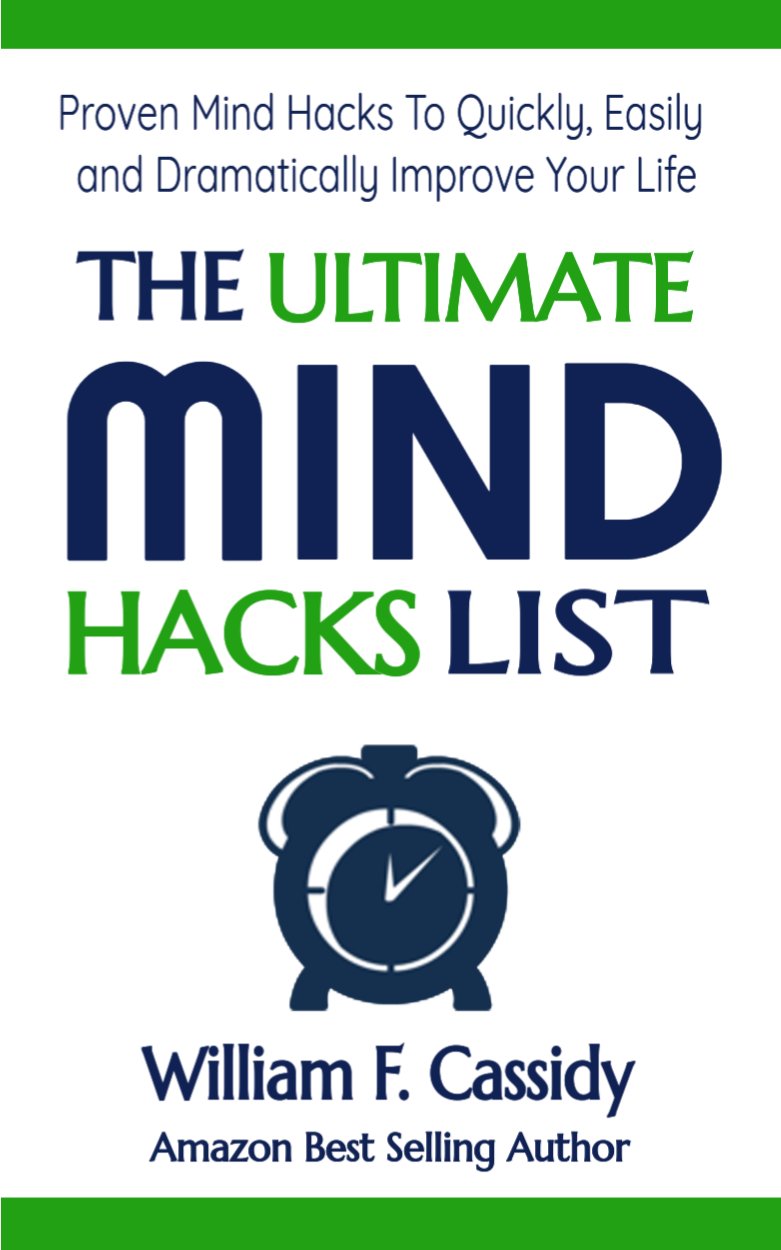 Proven Mind Hacks To Quickly, Easily
and Dramatically Improve Your Life
THE ULTIMATE
MIND
HACKS LIST
William F. Cassidy
Amazon Best Selling Author